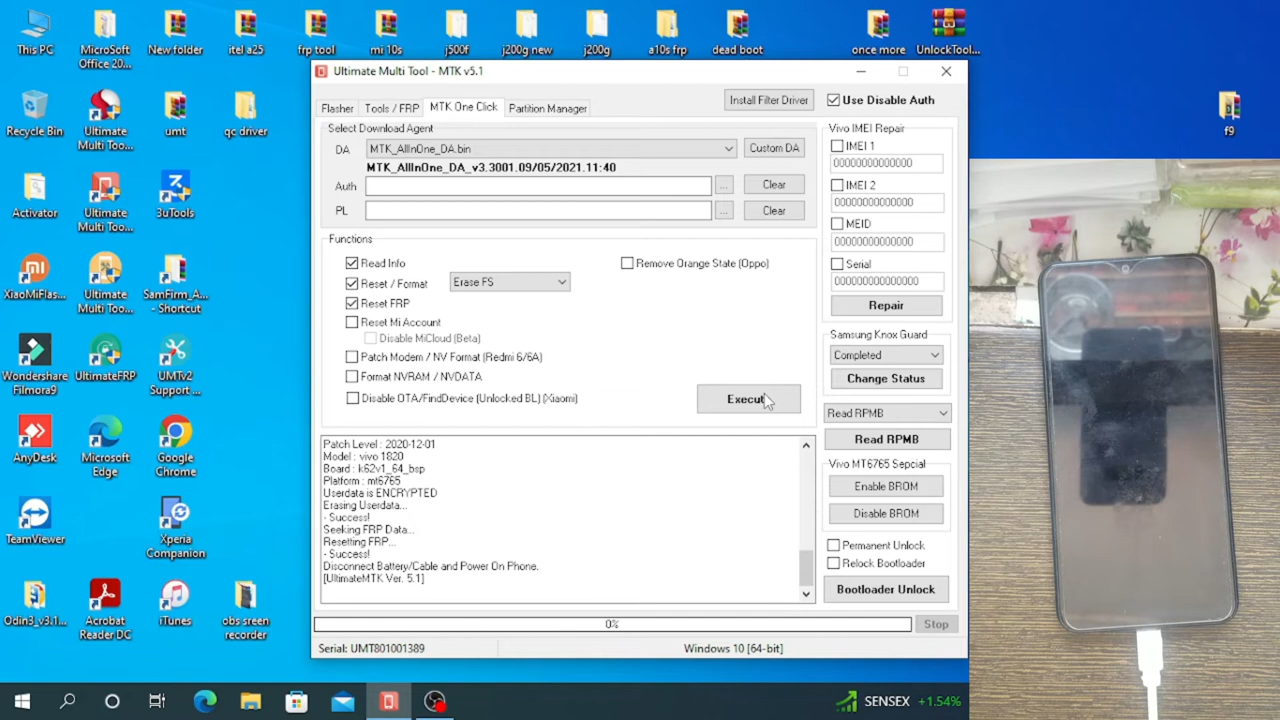 This PC
MicroSoft Office 20...
New folder
itel a25
frp tool
mi 10s
j500f
j200g new
j200g
a10s frp
dead boot
once more
UnlockTool...
Recycle Bin
Ultimate Multi Too...
umt
qc driver
f9
Activator
Ultimate Multi Too...
3uTools
XiaoMiFlas...
Ultimate Multi Too...
SamFirm_A... - Shortcut
Wondershare Filmora9
UltimateFRP
UMTv2 Support ...
AnyDesk
Microsoft Edge
Google Chrome
TeamViewer
Xperia Companion
Odin3_v3.1...
Acrobat Reader DC
iTunes
obs sreen recorder
Ultimate Multi Tool - MTK v5.1
Flasher
Tools / FRP
MTK One Click
Partition Manager
Install Filter Driver
Use Disable Auth
Select Download Agent
DA
MTK_AllInOne_DA.bin
Custom DA
MTK_AllInOne_DA_v3.3001.09/05/2021.11:40
Auth
...
Clear
PL
...
Clear
Functions
Read Info
Reset / Format
Erase FS
Reset FRP
Reset Mi Account
Disable MiCloud (Beta)
Patch Modem / NV Format (Redmi 6/6A)
Format NVRAM / NVDATA
Disable OTA/FindDevice (Unlocked BL) (Xiaomi)
Remove Orange State (Oppo)
Execut
Patch Level : 2020-12-01
Model : vivo 1820
Board : k62v1_64_bsp
Platform : mt6765
Userdata is ENCRYPTED
Erasing Userdata...
- Success!
Seeking FRP Data...
Resetting FRP...
- Success!
Disconnect Battery/Cable and Power On Phone.
[UltimateMTK Ver. 5.1]
Vivo IMEI Repair
IMEI 1
00000000000000
IMEI 2
00000000000000
MEID
00000000000000
Serial
00000000000000
Repair
Samsung Knox Guard
Completed
Change Status
Read RPMB
Read RPMB
Vivo MT6765 Sepcial
Enable BROM
Disable BROM
Permanent Unlock
Relock Bootloader
Bootloader Unlock
0%
Stop
Serial: UMT801001389
Windows 10 [64-bit]
SENSEX +1.54%